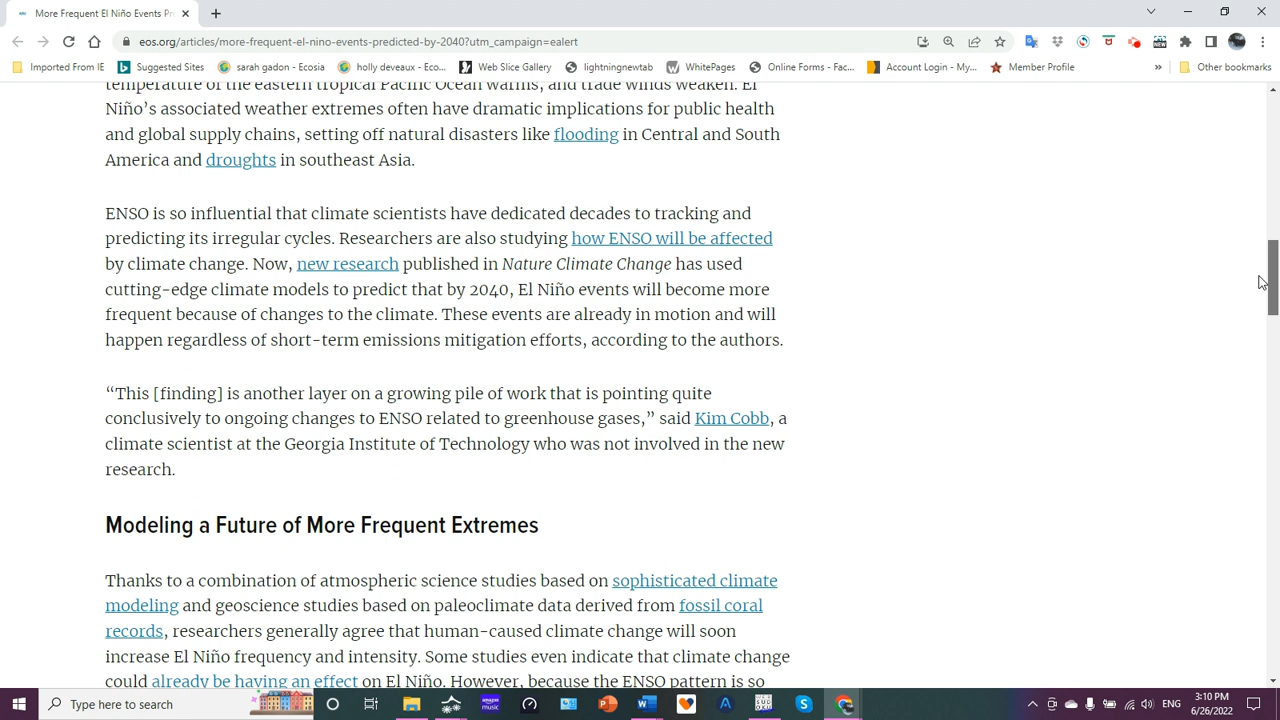 More Frequent El Niño Events Pr
eos.org/articles/more-frequent-el-nino-events-predicted-by-2040?utm_campaign=ealert
Imported From IE
Suggested Sites
sarah gadon - Ecosia
holly deveaux - Eco...
Web Slice Gallery
lightningnewtab
WhitePages
Online Forms - Fac...
Account Login - My...
Member Profile
»
Other bookmarks
temperature of the eastern tropical Pacific Ocean warms, and trade winds weaken. El
Niño’s associated weather extremes often have dramatic implications for public health
and global supply chains, setting off natural disasters like flooding in Central and South
America and droughts in southeast Asia.
ENSO is so influential that climate scientists have dedicated decades to tracking and
predicting its irregular cycles. Researchers are also studying how ENSO will be affected
by climate change. Now, new research published in Nature Climate Change has used
cutting-edge climate models to predict that by 2040, El Niño events will become more
frequent because of changes to the climate. These events are already in motion and will
happen regardless of short-term emissions mitigation efforts, according to the authors.
“This [finding] is another layer on a growing pile of work that is pointing quite
conclusively to ongoing changes to ENSO related to greenhouse gases,” said Kim Cobb, a
climate scientist at the Georgia Institute of Technology who was not involved in the new
research.
Modeling a Future of More Frequent Extremes
Thanks to a combination of atmospheric science studies based on sophisticated climate
modeling and geoscience studies based on paleoclimate data derived from fossil coral
records, researchers generally agree that human-caused climate change will soon
increase El Niño frequency and intensity. Some studies even indicate that climate change
could already be having an effect on El Niño. However, because the ENSO pattern is so
Type here to search
ENG
3:10 PM
6/26/2022